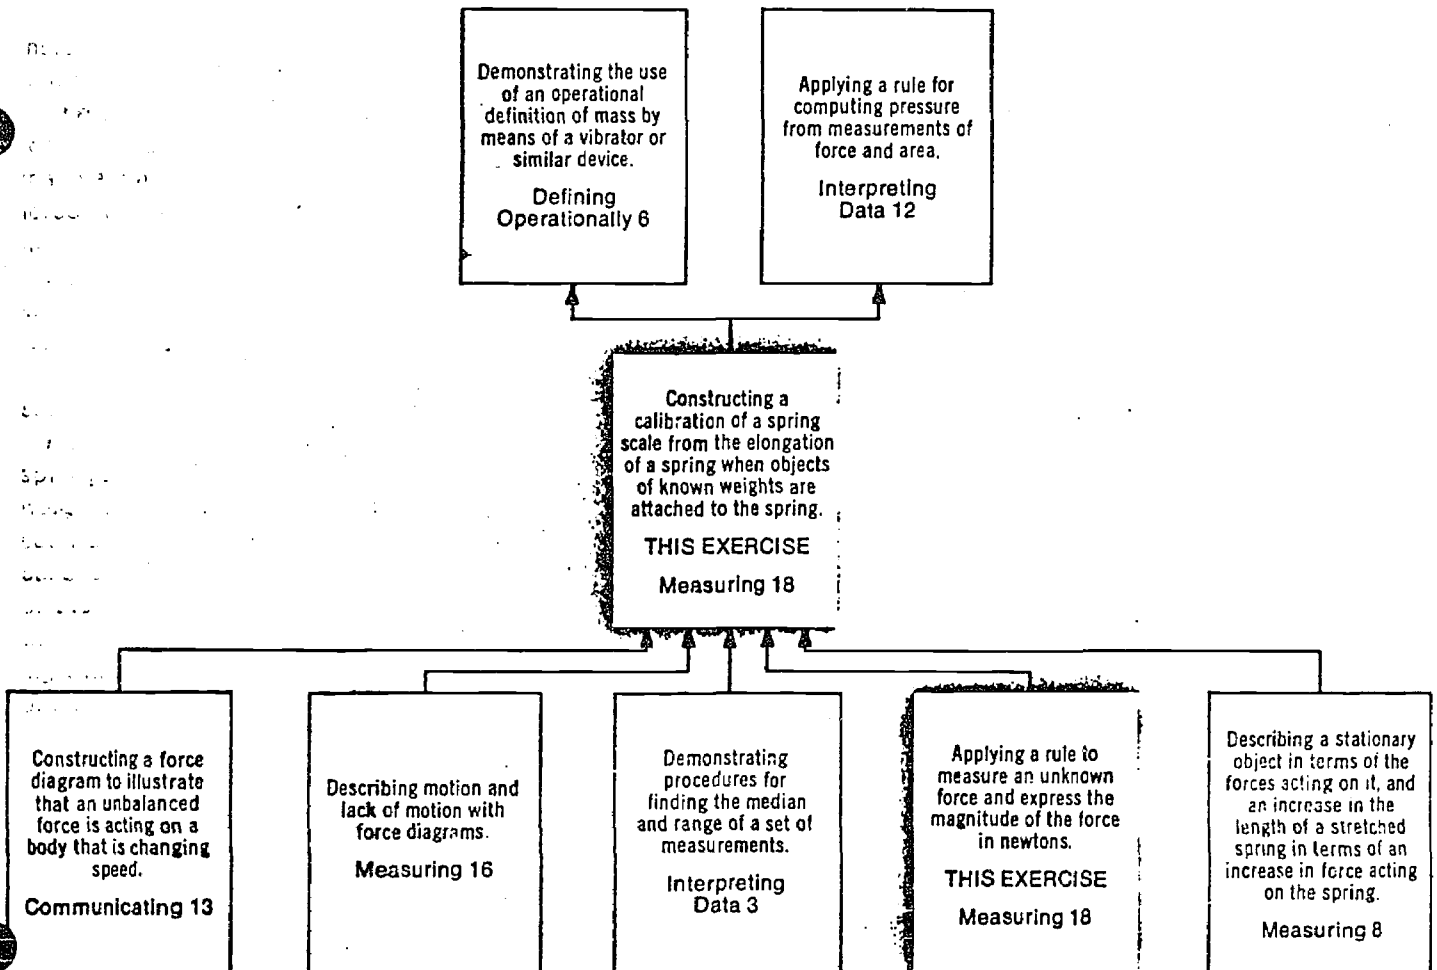 Demonstrating the use
of an operational
definition of mass by
means of a vibrator or
similar device.
Defining
Operationally 6
Applying a rule for
computing pressure
from measurements of
force and area.
Interpreting
Data 12
Constructing a
calibration of a spring
scale from the elongation
of a spring when objects
of known weights are
attached to the spring.
THIS EXERCISE
Measuring 18
Constructing a force
diagram to illustrate
that an unbalanced
force is acting on a
body that is changing
speed.
Communicating 13
Describing motion and
lack of motion with
force diagrams.
Measuring 16
Demonstrating
procedures for
finding the median
and range of a set of
measurements.
Interpreting
Data 3
Applying a rule to
measure an unknown
force and express the
magnitude of the force
in newtons.
THIS EXERCISE
Measuring 18
Describing a stationary
object in terms of the
forces acting on it, and
an increase in the
length of a stretched
spring in terms of an
increase in force acting
on the spring.
Measuring 8